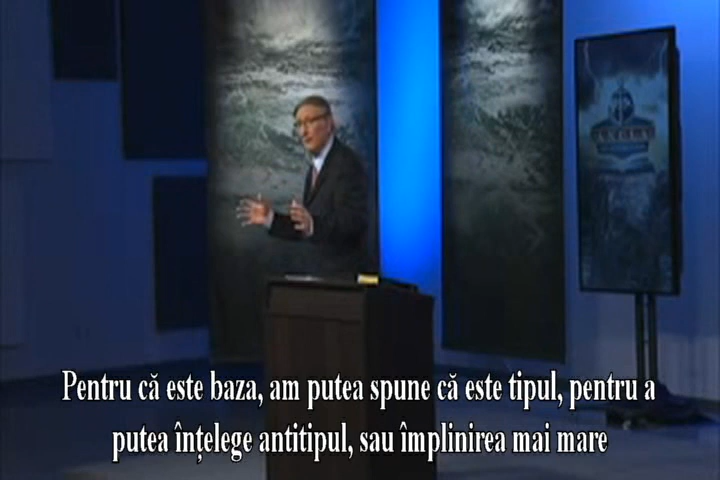 Pentru că este baza, am putea spune că este tipul, pentru a
putea înțelege antitipul, sau împlinirea mai mare